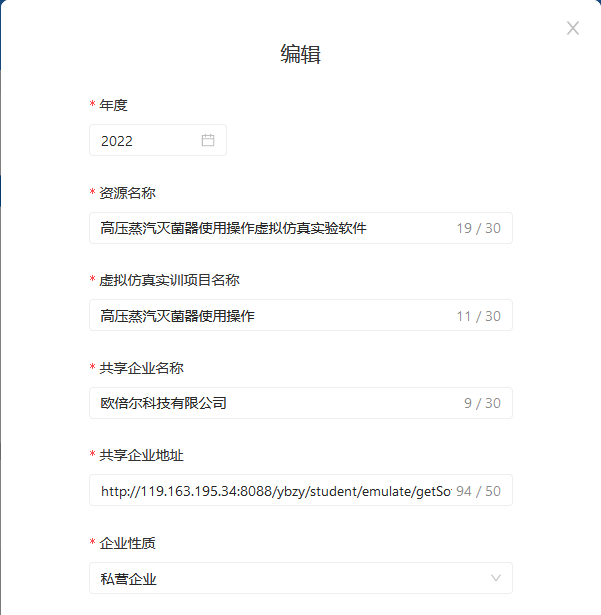 编辑
* 年度
2022
* 资源名称
高压蒸汽灭菌器使用操作虚拟仿真实验软件 19 / 30
* 虚拟仿真实训项目名称
高压蒸汽灭菌器使用操作 11 / 30
* 共享企业名称
欧倍尔科技有限公司 9 / 30
* 共享企业地址
http://119.163.195.34:8088/ybzy/student/emulate/getSo 94 / 50
* 企业性质
私营企业